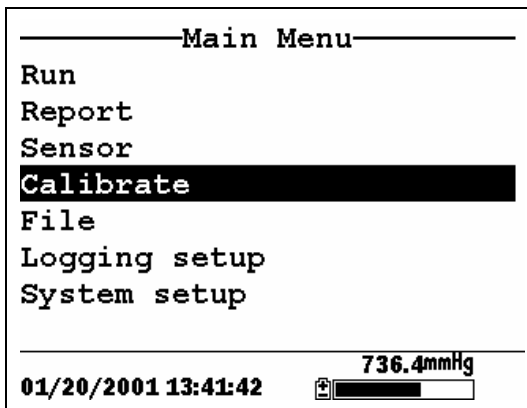 Main Menu
Run
Report
Sensor
Calibrate
File
Logging setup
System setup
736.4mmHg
01/20/2001 13:41:42